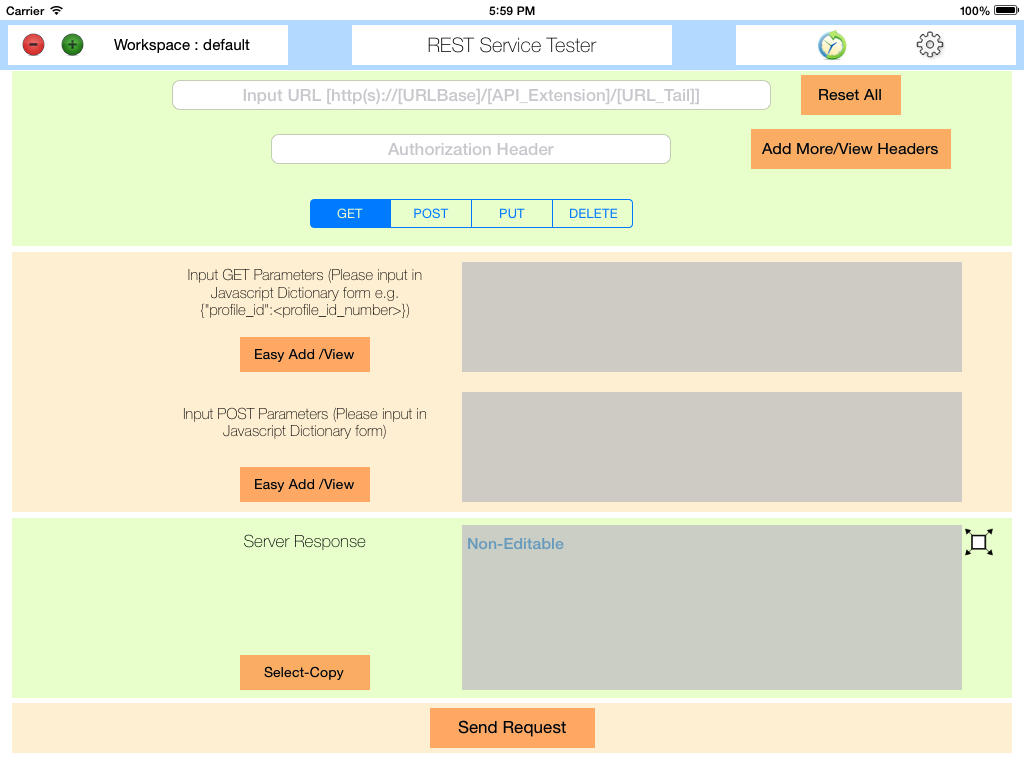 Carrier 5:59 PM 100%
Workspace : default REST Service Tester
Input URL [http(s)://[URLBase]/[API_Extension]/[URL_Tail]] Reset All
Authorization Header Add More/View Headers
GET POST PUT DELETE
Input GET Parameters (Please input in
Javascript Dictionary form e.g.
{"profile_id":<profile_id_number>})
Easy Add /View
Input POST Parameters (Please input in
Javascript Dictionary form)
Easy Add /View
Server Response
Non-Editable
Select-Copy
Send Request